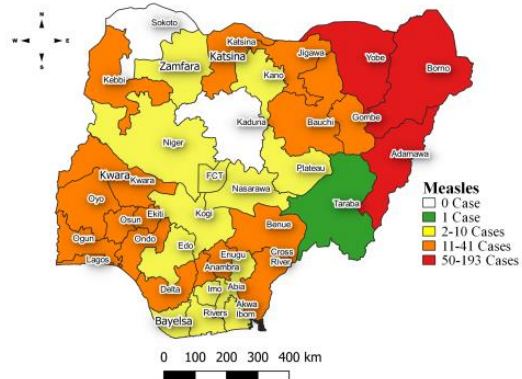 N
W E
S
Sokoto
Katsina
Katsina
Jigawa
Yobe
Borno
Zamfara
Kano
Kebbi
Kaduna
Bauchi
Gombe
Adamawa
Niger
FCT
Plateau
Nasarawa
Taraba
Kwara
Kwara
Oyo
Osun
Ekiti
Kogi
Benue
Ogun
Ondo
Edo
Enugu
Cross
River
Anambra
Lagos
Delta
Imo
Abia
Akwa
Ibom
Rivers
Bayelsa
Measles
0 Case
1 Case
2-10 Cases
11-41 Cases
50-193 Cases
0 100 200 300 400 km